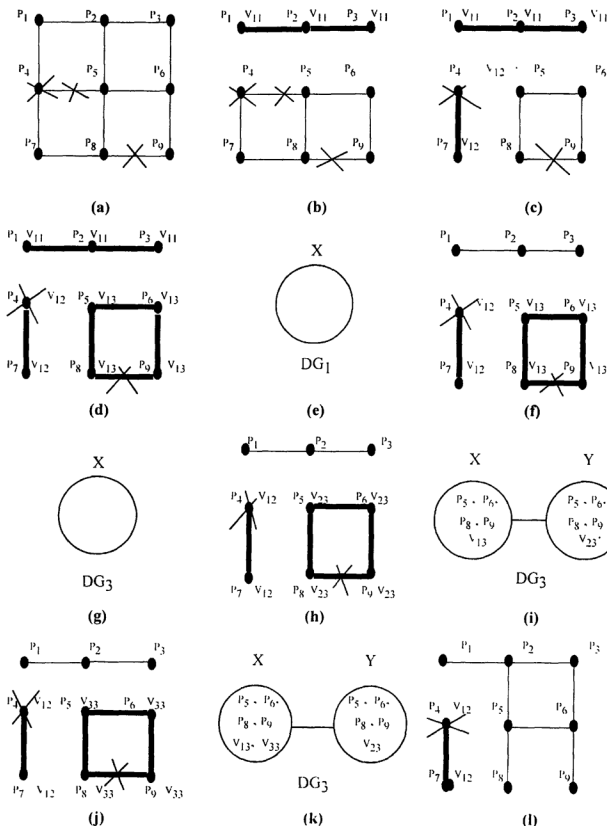 P1 P2 P3
P4 P5 P6
P7 P8 P9
(a)
P1 V11 P2 V11 P3 V11
P4 P5 P6
P7 P8 P9
(b)
P1 V11 P2 V11 P3 V11
P4 V12 P5 P6
P7 V12 P8 P9
(c)
P1 V11 P2 V11 P3 V11
P4 V12 P5 V13 P6 V13
P7 V12 P8 V13 P9 V13
(d)
X
DG1
(e)
P1 P2 P3
P4 V12 P5 V13 P6 V13
P7 V12 P8 V13 P9 V13
(f)
X
DG3
(g)
P1 P2 P3
P4 V12 P5 V23 P6 V23
P7 V12 P8 V23 P9 V23
(h)
X Y
P5, P6, P5, P6,
P8, P9 P8, P9
V13 V23,
DG3
(i)
P1 P2 P3
P4 V12 P5 V33 P6 V33
P7 V12 P8 V33 P9 V33
(j)
X Y
P5, P6, P5, P6,
P8, P9 P8, P9
V13, V33 V23
DG3
(k)
P1 P2 P3
P4 V12 P5 P6
P7 V12 P8 P9
(l)